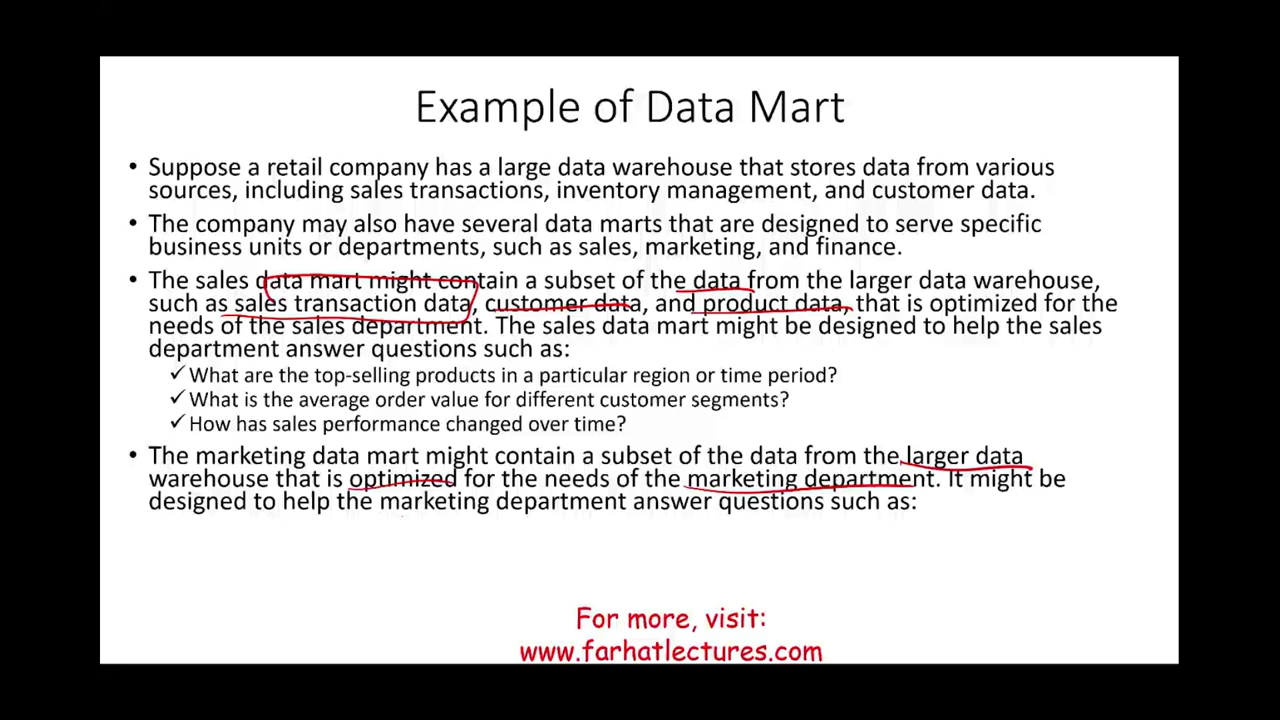 Example of Data Mart
• Suppose a retail company has a large data warehouse that stores data from various
sources, including sales transactions, inventory management, and customer data.
• The company may also have several data marts that are designed to serve specific
business units or departments, such as sales, marketing, and finance.
• The sales data mart might contain a subset of the data from the larger data warehouse,
such as sales transaction data, customer data, and product data, that is optimized for the
needs of the sales department. The sales data mart might be designed to help the sales
department answer questions such as:
✓What are the top-selling products in a particular region or time period?
✓What is the average order value for different customer segments?
✓How has sales performance changed over time?
• The marketing data mart might contain a subset of the data from the larger data
warehouse that is optimized for the needs of the marketing department. It might be
designed to help the marketing department answer questions such as:
For more, visit:
www.farhatlectures.com